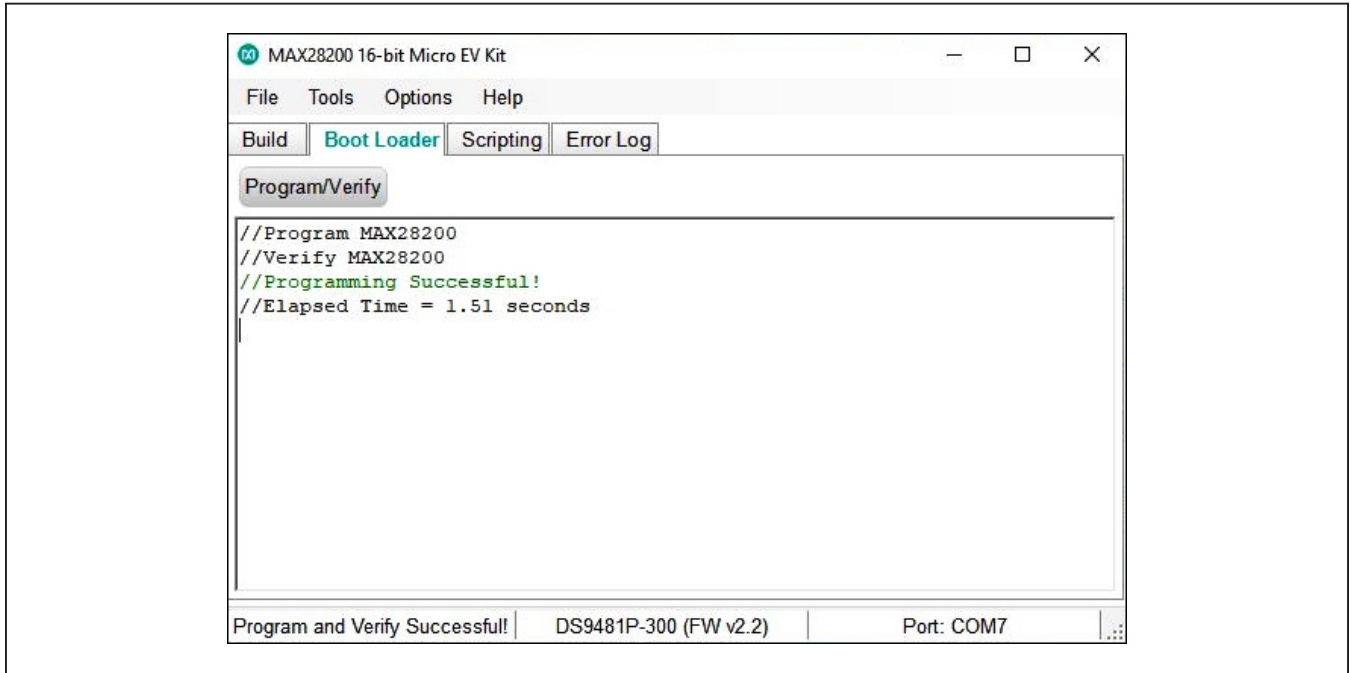 MAX28200 16-bit Micro EV Kit
File Tools Options Help
Build Boot Loader Scripting Error Log
Program/Verify
//Program MAX28200
//Verify MAX28200
//Programming Successful!
//Elapsed Time = 1.51 seconds
Program and Verify Successful! DS9481P-300 (FW v2.2) Port: COM7